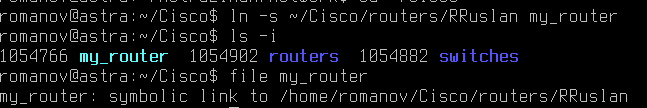 romanov@astra:~/Cisco$ ln -s ~/Cisco/routers/RRuslan my_router
romanov@astra:~/Cisco$ ls -i
1054766 my_router  1054902 routers  1054882 switches
romanov@astra:~/Cisco$ file my_router
my_router: symbolic link to /home/romanov/Cisco/routers/RRuslan